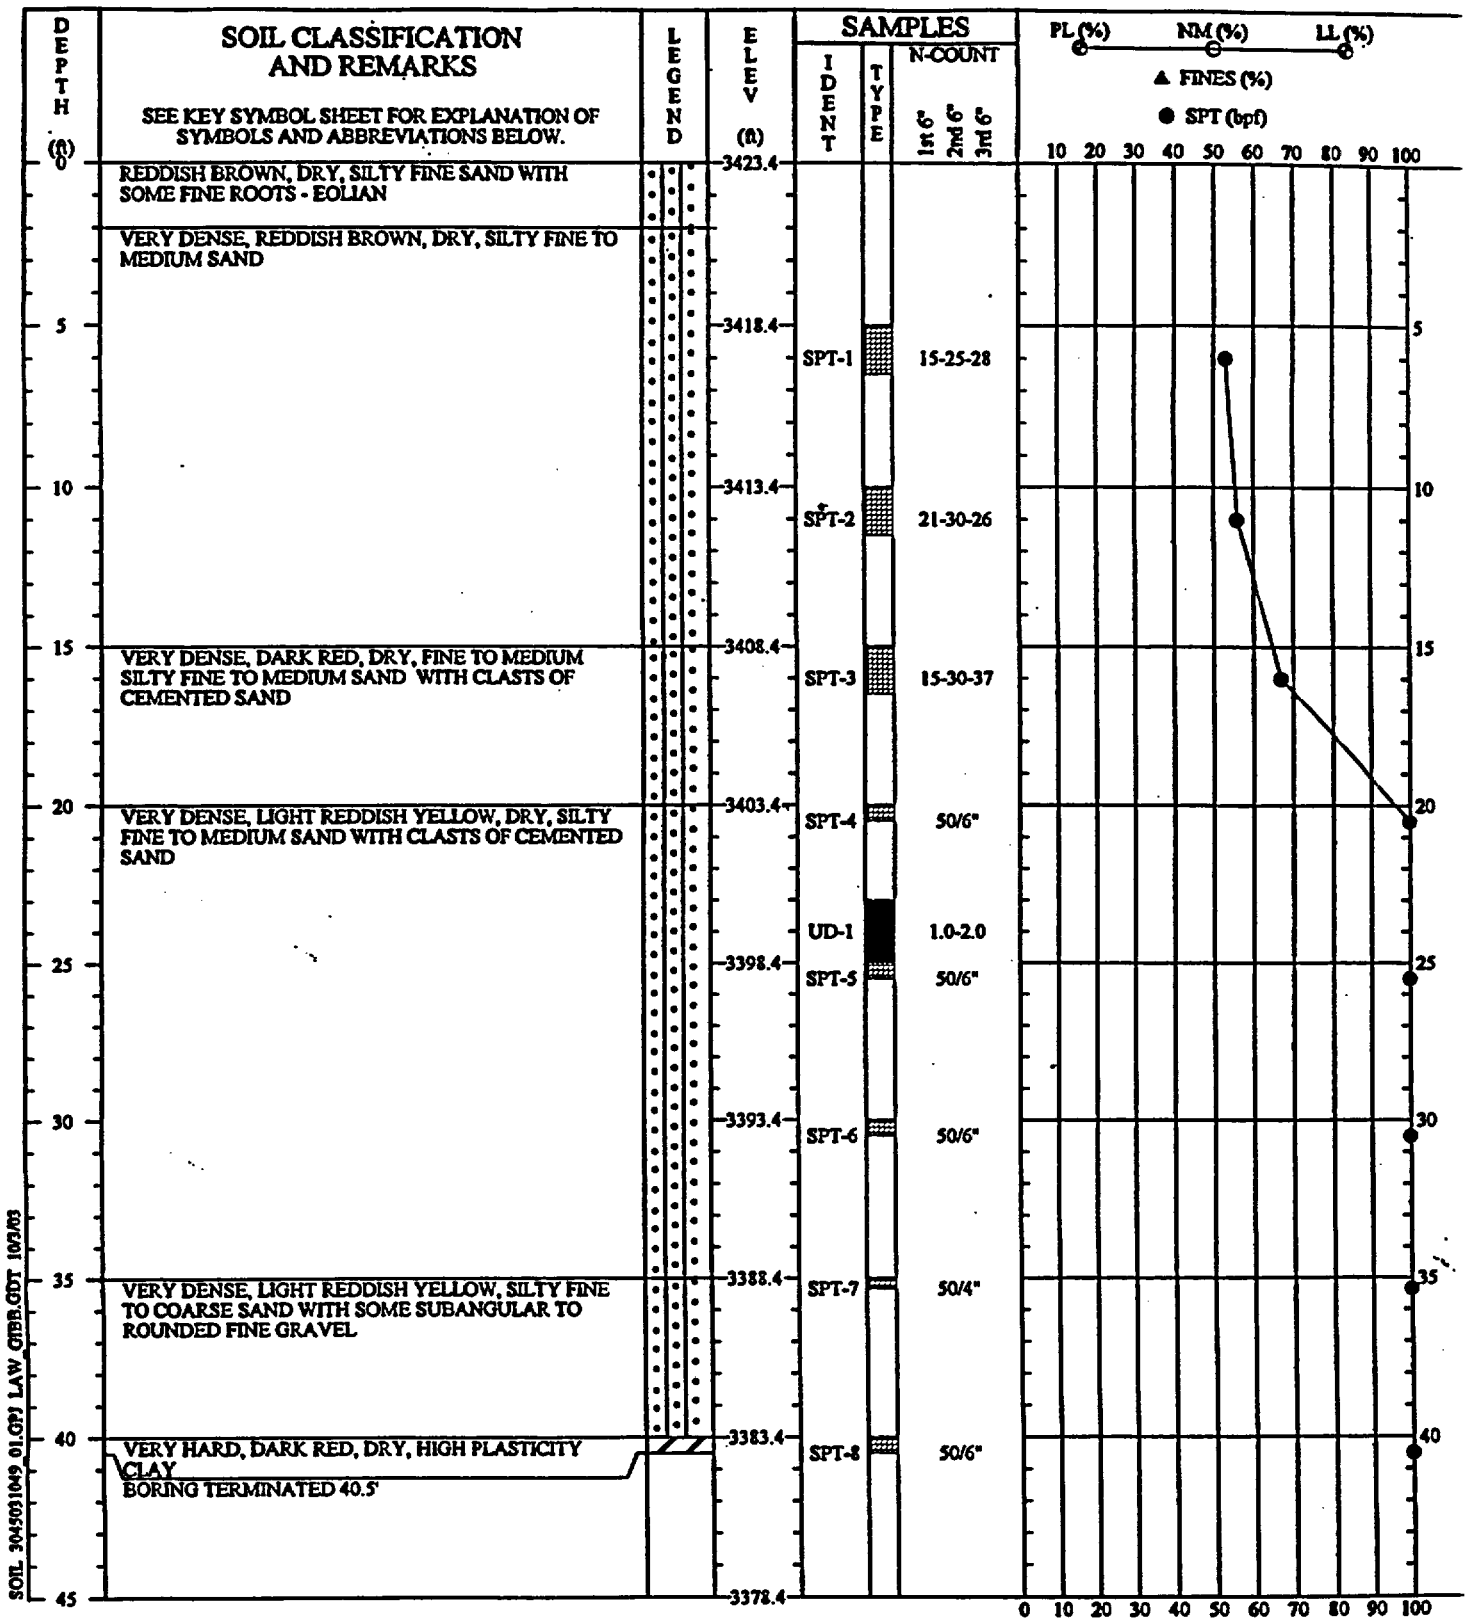 DEPTH (ft)
SOIL CLASSIFICATION
AND REMARKS
SEE KEY SYMBOL SHEET FOR EXPLANATION OF
SYMBOLS AND ABBREVIATIONS BELOW.
LEGEND
ELEV (ft)
SAMPLES
IDENT
TYPE
N-COUNT
1st 6"
2nd 6"
3rd 6"
PL (%) NM (%) LL (%)
▲ FINES (%)
● SPT (bpf)
10 20 30 40 50 60 70 80 90 100
0 3423.4
REDDISH BROWN, DRY, SILTY FINE SAND WITH
SOME FINE ROOTS - EOLIAN
VERY DENSE, REDDISH BROWN, DRY, SILTY FINE TO
MEDIUM SAND
5 3418.4 5
SPT-1 15-25-28
10 3413.4 10
SPT-2 21-30-26
15 3408.4 15
VERY DENSE, DARK RED, DRY, FINE TO MEDIUM
SILTY FINE TO MEDIUM SAND WITH CLASTS OF
CEMENTED SAND
SPT-3 15-30-37
20 3403.4 20
VERY DENSE, LIGHT REDDISH YELLOW, DRY, SILTY
FINE TO MEDIUM SAND WITH CLASTS OF CEMENTED
SAND
SPT-4 50/6"
UD-1 1.0-2.0
25 3398.4 25
SPT-5 50/6"
30 3393.4 30
SPT-6 50/6"
35 3388.4 35
VERY DENSE, LIGHT REDDISH YELLOW, SILTY FINE
TO COARSE SAND WITH SOME SUBANGULAR TO
ROUNDED FINE GRAVEL
SPT-7 50/4"
40 3383.4 40
VERY HARD, DARK RED, DRY, HIGH PLASTICITY
CLAY
BORING TERMINATED 40.5'
SPT-8 50/6"
45 3378.4
0 10 20 30 40 50 60 70 80 90 100
SOIL 3045031049_01.GPJ LAW_GIBB.GDT 10/3/03